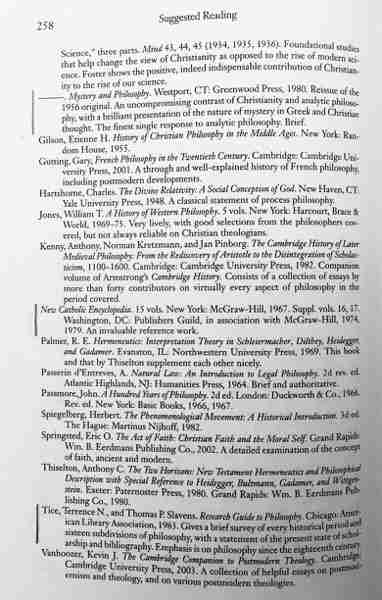 258
Suggested Reading
Science," three parts. Mind 43, 44, 45 (1934, 1935, 1936). Foundational studies
that help change the view of Christianity as opposed to the rise of modern sci-
ence. Foster shows the positive, indeed indispensable contribution of Christian-
ity to the rise of our science.
———. Mystery and Philosophy. Westport, CT: Greenwood Press, 1980. Reissue of the
1956 original. An uncompromising contrast of Christianity and analytic philoso-
phy, with a brilliant presentation of the nature of mystery in Greek and Christian
thought. The finest single response to analytic philosophy. Brief.
Gilson, Etienne H. History of Christian Philosophy in the Middle Ages. New York: Ran-
dom House, 1955.
Gutting, Gary, French Philosophy in the Twentieth Century. Cambridge: Cambridge Uni-
versity Press, 2001. A through and well-explained history of French philosophy,
including postmodern developments.
Hartshorne, Charles. The Divine Relativity: A Social Conception of God. New Haven, CT:
Yale University Press, 1948. A classical statement of process philosophy.
Jones, William T. A History of Western Philosophy. 5 vols. New York: Harcourt, Brace &
World, 1969-75. Very lively, with good selections from the philosophers cov-
ered, but not always reliable on Christian theologians.
Kenny, Anthony, Norman Kretzmann, and Jan Pinborg. The Cambridge History of Later
Medieval Philosophy: From the Rediscovery of Aristotle to the Disintegration of Scholas-
ticism, 1100–1600. Cambridge: Cambridge University Press, 1982. Companion
volume of Armstrong's Cambridge History. Consists of a collection of essays by
more than forty contributors on virtually every aspect of philosophy in the
period covered.
New Catholic Encyclopedia. 15 vols. New York: McGraw-Hill, 1967. Suppl. vols. 16, 17.
Washington, DC. Publishers Guild, in association with McGraw-Hill, 1974,
1979. An invaluable reference work.
Palmer, R. E. Hermeneutics: Interpretation Theory in Schleiermacher, Dilthey, Heidegger,
and Gadamer. Evanston, IL: Northwestern University Press, 1969. This book
and that by Thiselton supplement each other nicely.
Passerin d'Entreves, A. Natural Law: An Introduction to Legal Philosophy. 2d rev. ed.
Atlantic Highlands, NJ: Humanities Press, 1964. Brief and authoritative.
Passmore, John. A Hundred Years of Philosophy. 2d ed. London: Duckworth & Co., 1966.
Rev. ed. New York: Basic Books, 1966, 1967.
Spiegelberg, Herbert. The Phenomenological Movement: A Historical Introduction. 3d ed.
The Hague: Martinus Nijhoff, 1982.
Springsted, Eric O. The Act of Faith: Christian Faith and the Moral Self. Grand Rapids:
Wm. B. Eerdmans Publishing Co., 2002. A detailed examination of the concept
of faith, ancient and modern.
Thiselton, Anthony C. The Two Horizons: New Testament Hermeneutics and Philosophical
Description with Special Reference to Heidegger, Bultmann, Gadamer, and Wittgen-
stein. Exeter: Paternoster Press, 1980. Grand Rapids: Wm. B. Eerdmans Pub-
lishing Co., 1980.
Tice, Terrence N., and Thomas P. Slavens. Research Guide to Philosophy. Chicago: Amer-
ican Library Association, 1983. Gives a brief survey of every historical period and
sixteen subdivisions of philosophy, with a statement of the present state of schol-
arship and bibliography. Emphasis is on philosophy since the eighteenth century.
Vanhoozer, Kevin J. The Cambridge Companion to Postmodern Theology. Cambridge:
Cambridge University Press, 2003. A collection of helpful essays on postmod-
ernism and theology, and on various postmodern theologies.